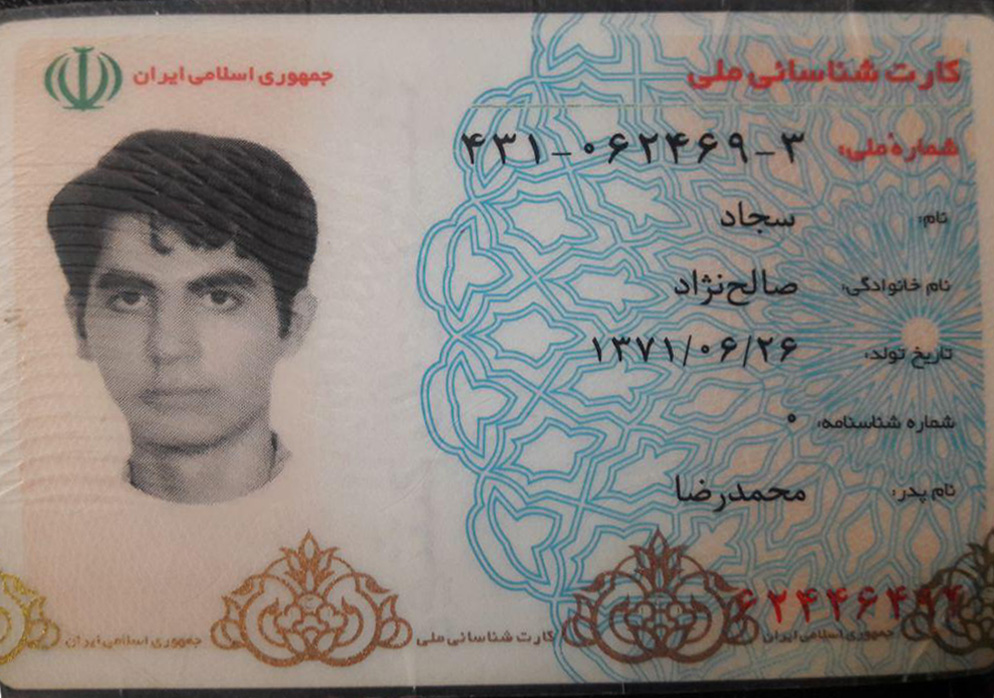 کارت شناسائی ملی
جمهوری اسلامی ایران
شمارهٔ ملی: ۴۳۱-۰۶۲۴۶۹-۳
نام: سجاد
نام خانوادگی: صالح‌نژاد
تاریخ تولد: ۱۳۷۱/۰۶/۲۶
شماره شناسنامه: ۰
نام پدر: محمدرضا
جمهوری اسلامی ایران کارت شناسائی ملی جمهوری اسلامی ایران